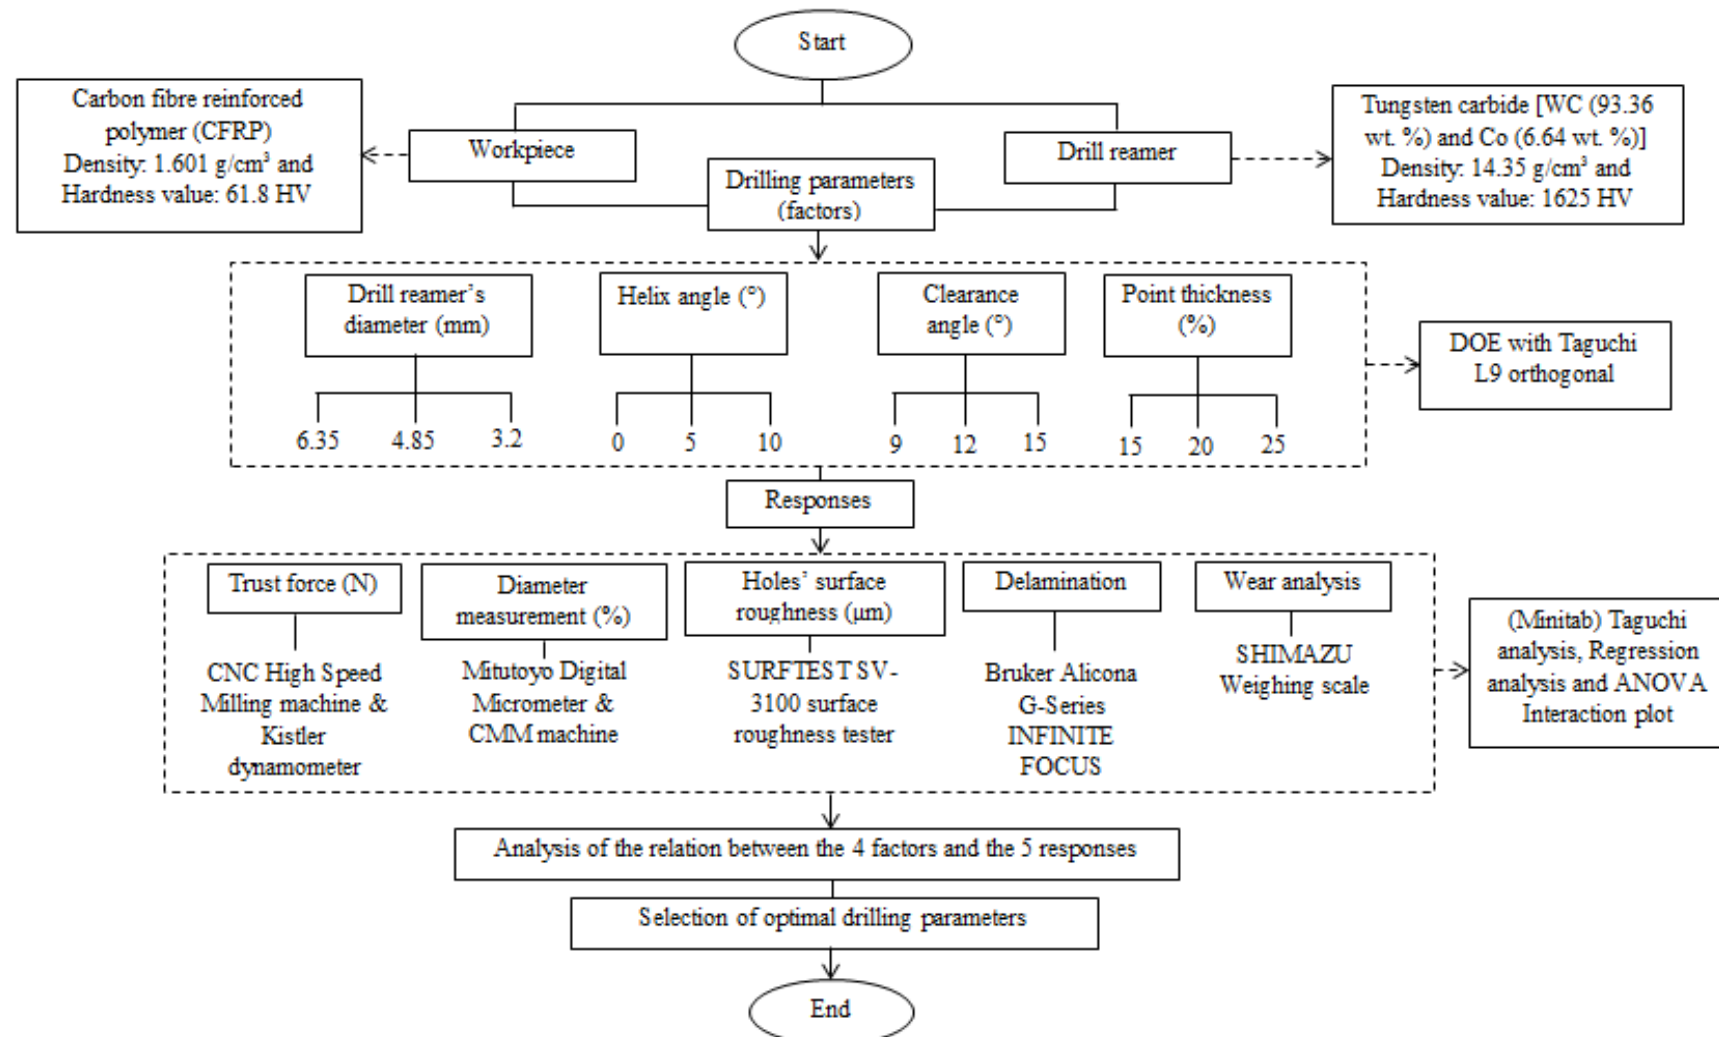 Start
Carbon fibre reinforced
polymer (CFRP)
Density: 1.601 g/cm³ and
Hardness value: 61.8 HV
Workpiece
Drill reamer
Tungsten carbide [WC (93.36
wt. %) and Co (6.64 wt. %)]
Density: 14.35 g/cm³ and
Hardness value: 1625 HV
Drilling parameters
(factors)
Drill reamer's
diameter (mm)
6.35 4.85 3.2
Helix angle (°)
0 5 10
Clearance
angle (°)
9 12 15
Point thickness
(%)
15 20 25
DOE with Taguchi
L9 orthogonal
Responses
Trust force (N)
CNC High Speed
Milling machine &
Kistler
dynamometer
Diameter
measurement (%)
Mitutoyo Digital
Micrometer &
CMM machine
Holes' surface
roughness (µm)
SURFTEST SV-
3100 surface
roughness tester
Delamination
Bruker Alicona
G-Series
INFINITE
FOCUS
Wear analysis
SHIMAZU
Weighing scale
(Minitab) Taguchi
analysis, Regression
analysis and ANOVA
Interaction plot
Analysis of the relation between the 4 factors and the 5 responses
Selection of optimal drilling parameters
End